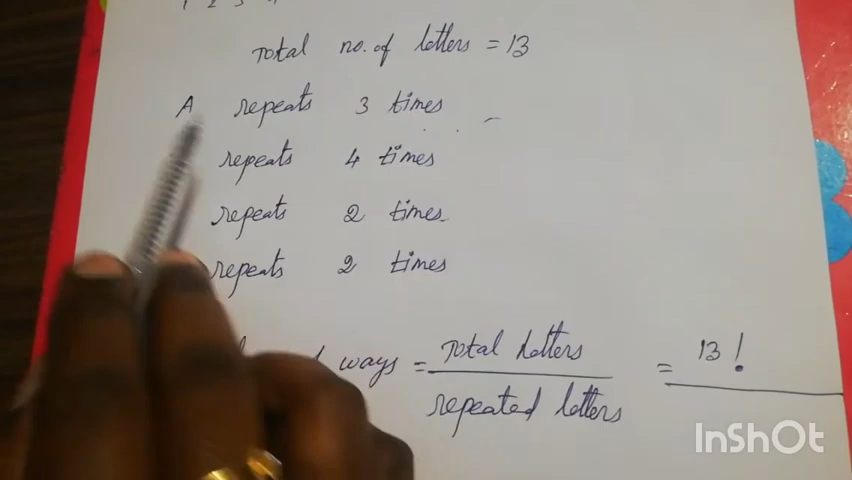 Total no. of letters = 13
A repeats 3 times
repeats 4 times
repeats 2 times
repeats 2 times
ways = Total letters / repeated letters = 13!
InShOt